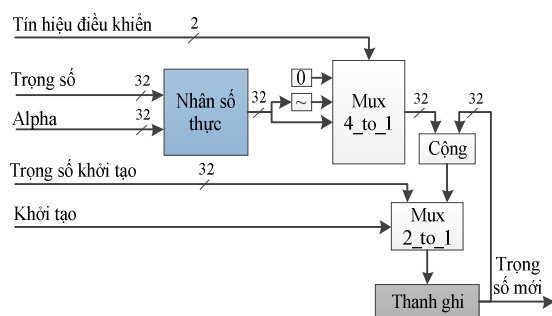 Tín hiệu điều khiển
2
Trọng số
32
Alpha
32
Nhân số
thực
32
0
~
Mux
4_to_1
32
32
Cộng
Trọng số khởi tạo
32
Khởi tạo
Mux
2_to_1
Trọng
số mới
Thanh ghi